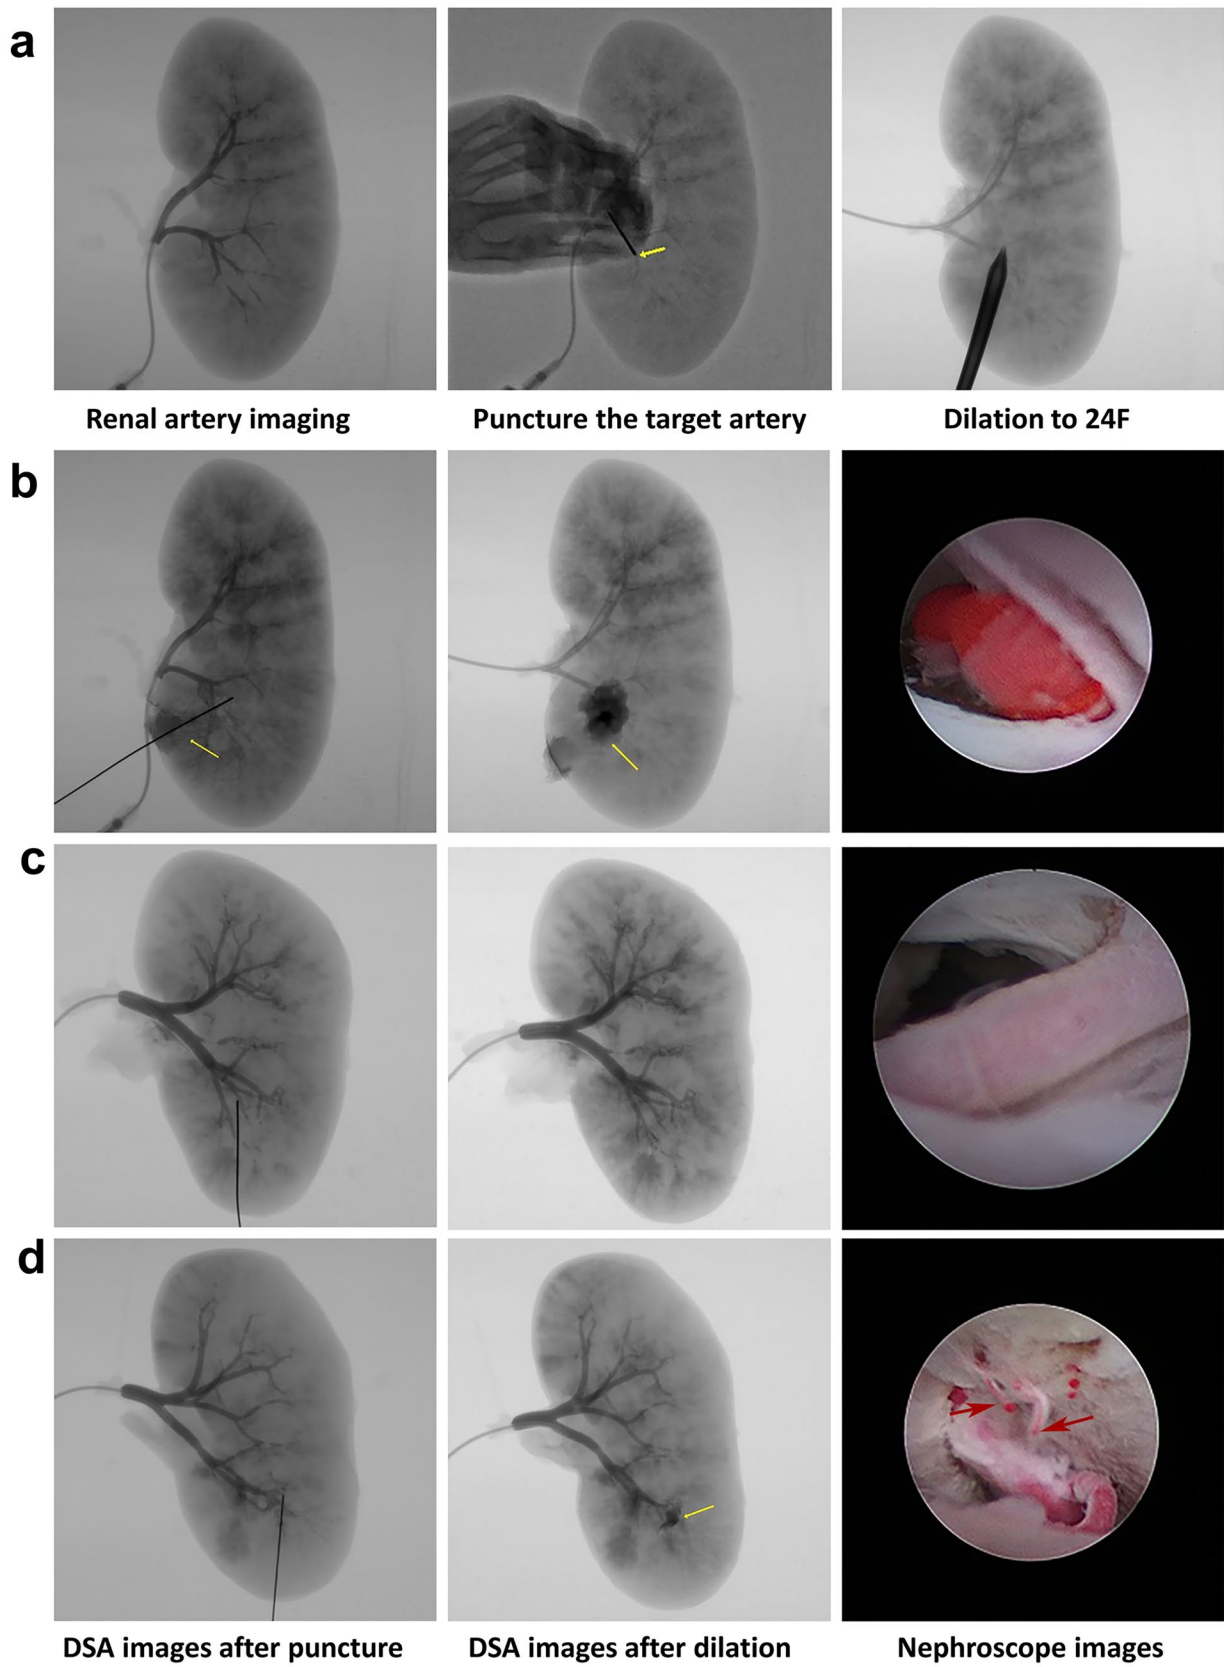 a
Renal artery imaging
Puncture the target artery
Dilation to 24F
b
c
d
DSA images after puncture
DSA images after dilation
Nephroscope images